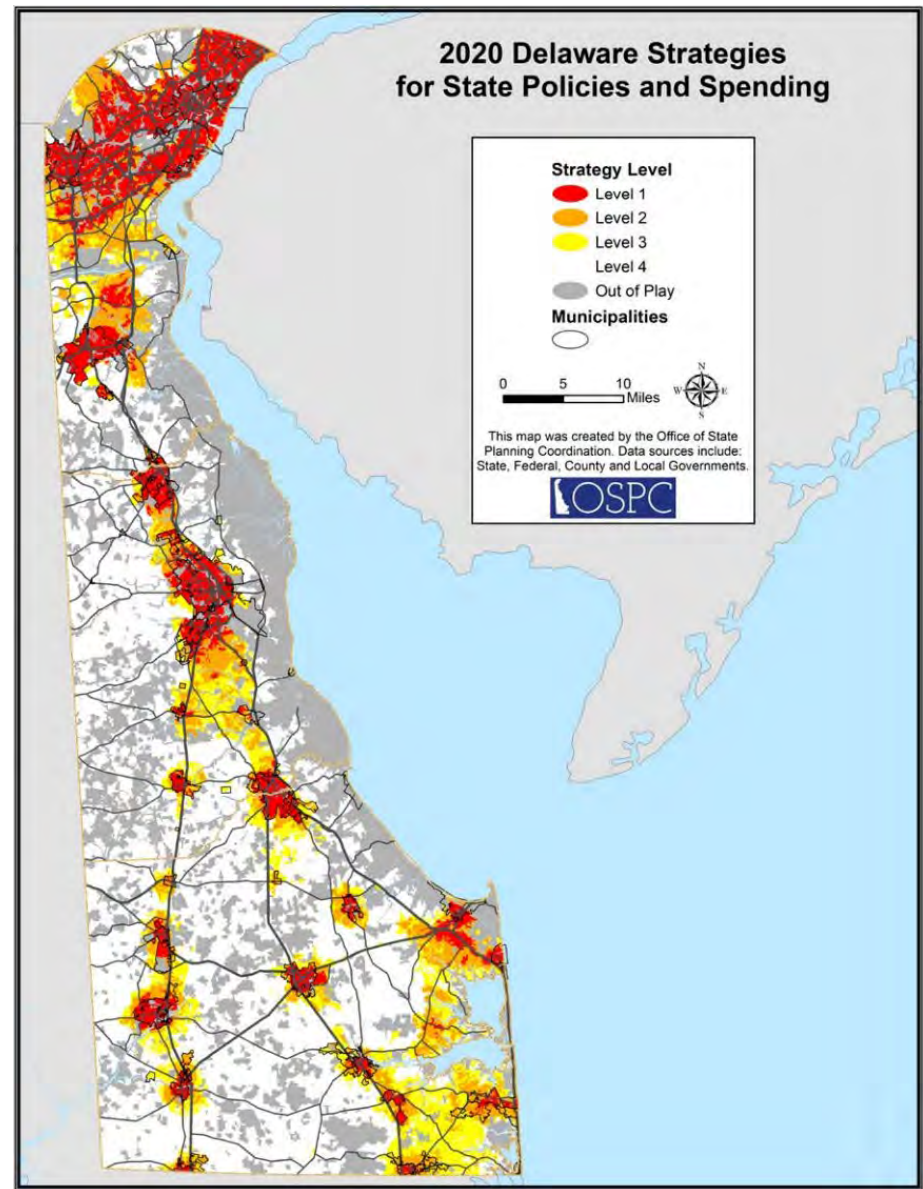 2020 Delaware Strategies
for State Policies and Spending
Strategy Level
Level 1
Level 2
Level 3
Level 4
Out of Play
Municipalities
0 5 10
Miles
N
W E
S
This map was created by the Office of State
Planning Coordination. Data sources include:
State, Federal, County and Local Governments.
OSPC